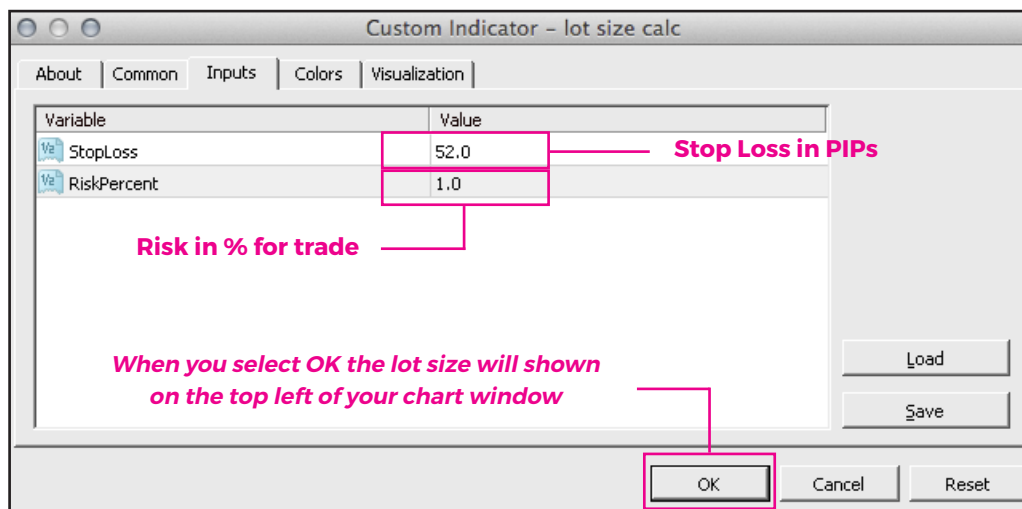 Custom Indicator – lot size calc
About Common Inputs Colors Visualization
Variable Value
StopLoss 52.0 Stop Loss in PIPs
RiskPercent 1.0
Risk in % for trade
When you select OK the lot size will shown
on the top left of your chart window
Load
Save
OK Cancel Reset